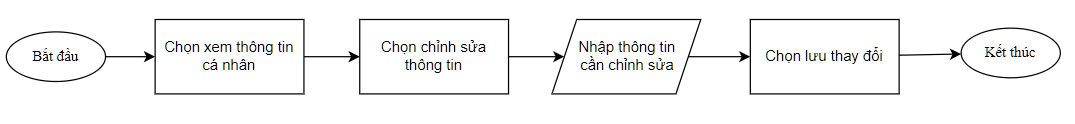 Bắt đầu
Chọn xem thông tin
cá nhân
Chọn chỉnh sửa
thông tin
Nhập thông tin
cần chỉnh sửa
Chọn lưu thay đổi
Kết thúc